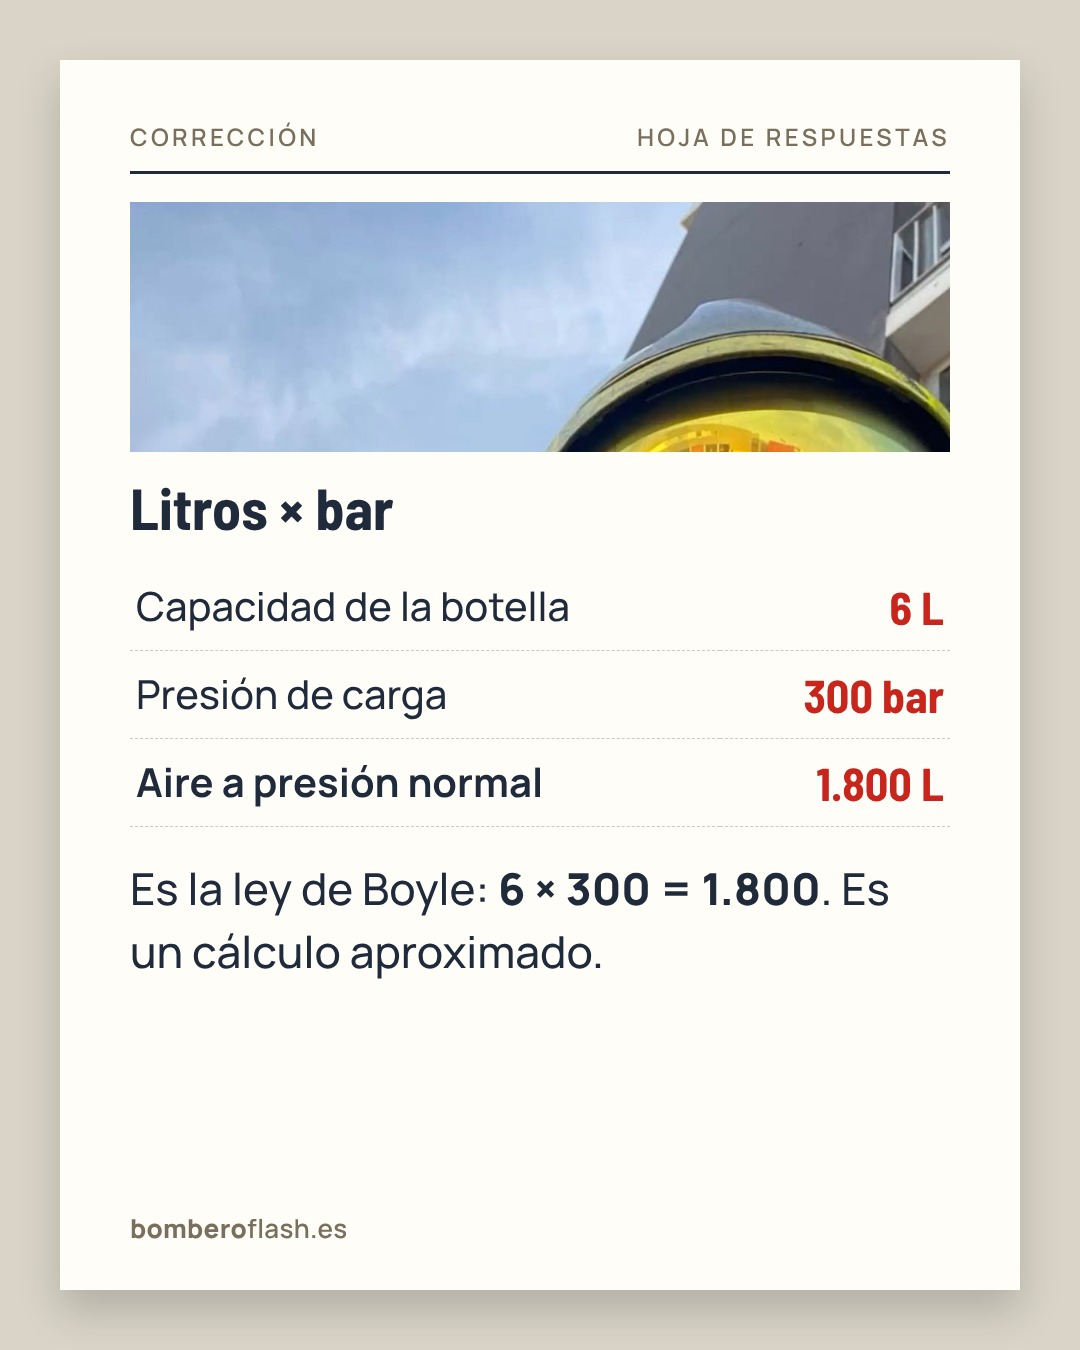 CORRECCIÓN HOJA DE RESPUESTAS
Litros × bar
Capacidad de la botella 6 L
Presión de carga 300 bar
Aire a presión normal 1.800 L
Es la ley de Boyle: 6 × 300 = 1.800. Es
un cálculo aproximado.
bomberoflash.es